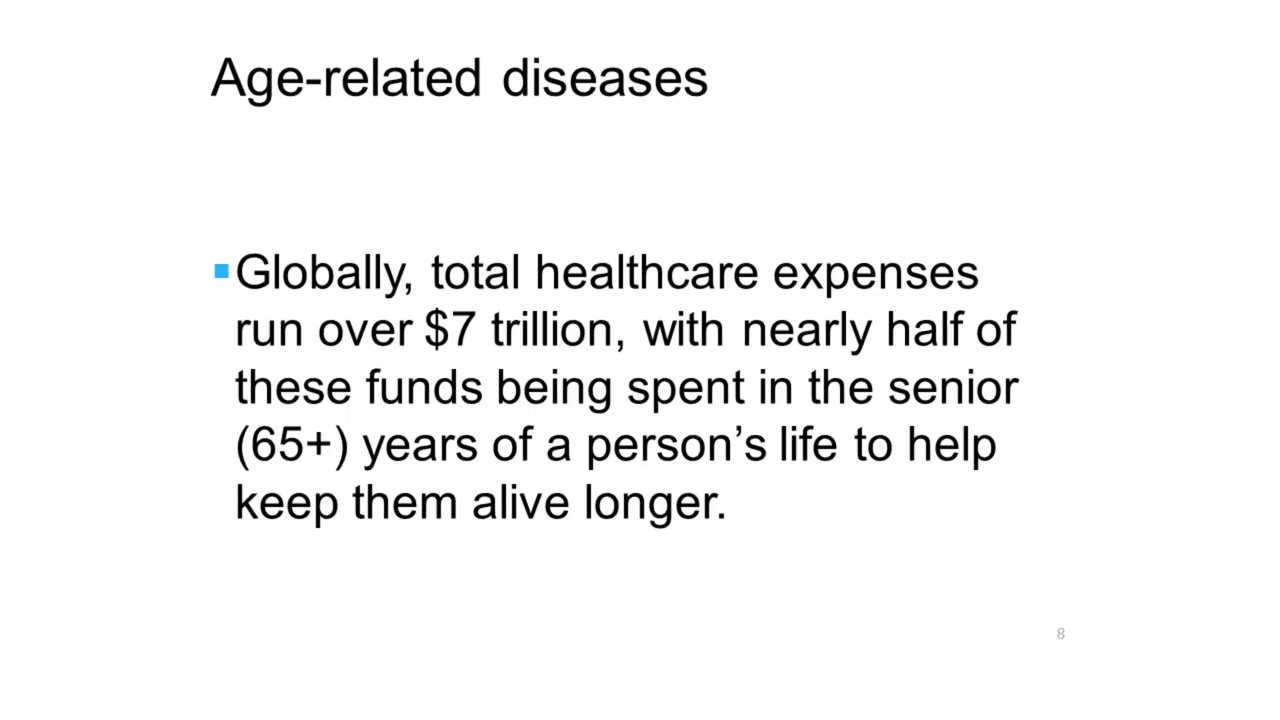 Age-related diseases
▪Globally, total healthcare expenses
run over $7 trillion, with nearly half of
these funds being spent in the senior
(65+) years of a person’s life to help
keep them alive longer.
8